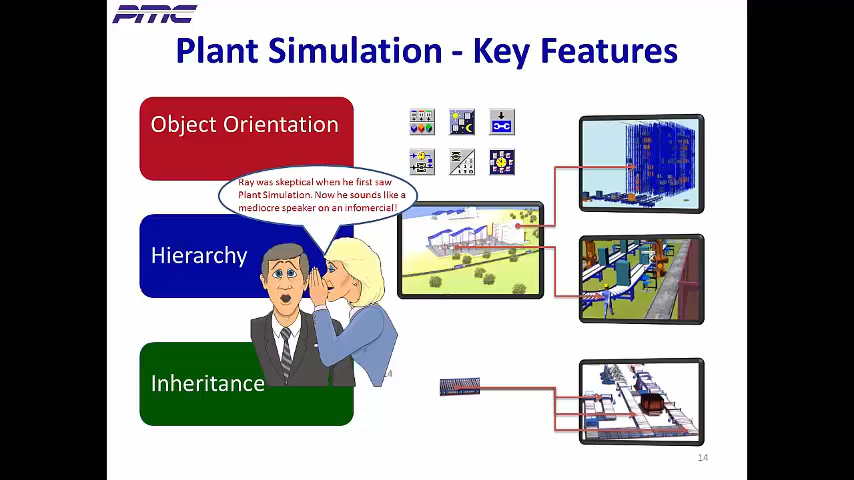 PMC
Plant Simulation - Key Features
Object Orientation
Ray was skeptical when he first saw
Plant Simulation. Now he sounds like a
mediocre speaker on an infomercial!
Hierarchy
Inheritance
14